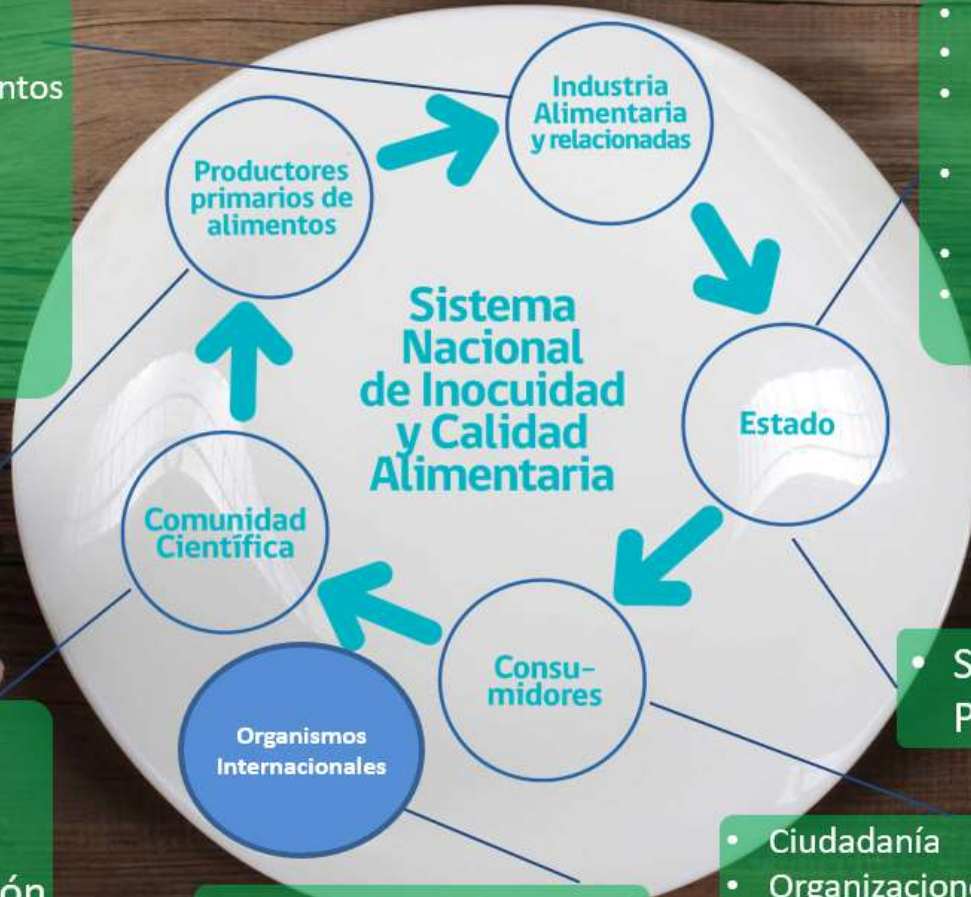 ntos
Industria
Alimentaria
y relacionadas
Productores
primarios de
alimentos
Sistema
Nacional
de Inocuidad
y Calidad
Alimentaria
Estado
Comunidad
Científica
Consu-
midores
Organismos
Internacionales
• S
P
• Ciudadanía
• Organizacione
ón